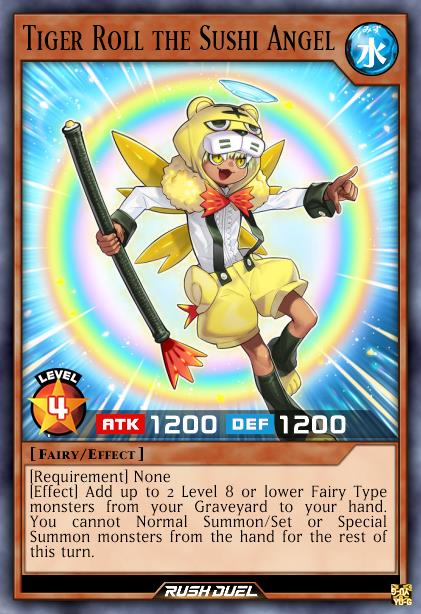 Tiger Roll the Sushi Angel
みず
水
LEVEL
4
ATK 1200 DEF 1200
[Fairy/Effect]
[Requirement] None
[Effect] Add up to 2 Level 8 or lower Fairy Type
monsters from your Graveyard to your hand.
You cannot Normal Summon/Set or Special
Summon monsters from the hand for the rest of
this turn.
RUSH DUEL